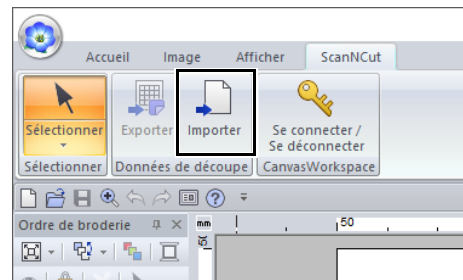 Accueil Image Afficher ScanNCut
Sélectionner Exporter Importer Se connecter /
Se déconnecter
Sélectionner Données de découpe CanvasWorkspace
Ordre de broderie mm 50
50